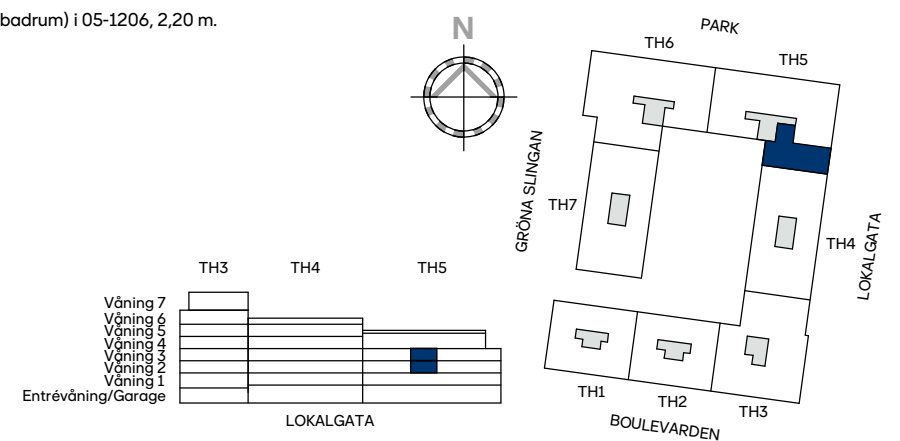 badrum) i 05-1206, 2,20 m.
N
PARK
TH6
TH5
GRÖNA SLINGAN
TH7
TH4
LOKALGATA
TH1
TH2
TH3
BOULEVARDEN
TH3 TH4 TH5
Våning 7
Våning 6
Våning 5
Våning 4
Våning 3
Våning 2
Våning 1
Entrévåning/Garage
LOKALGATA